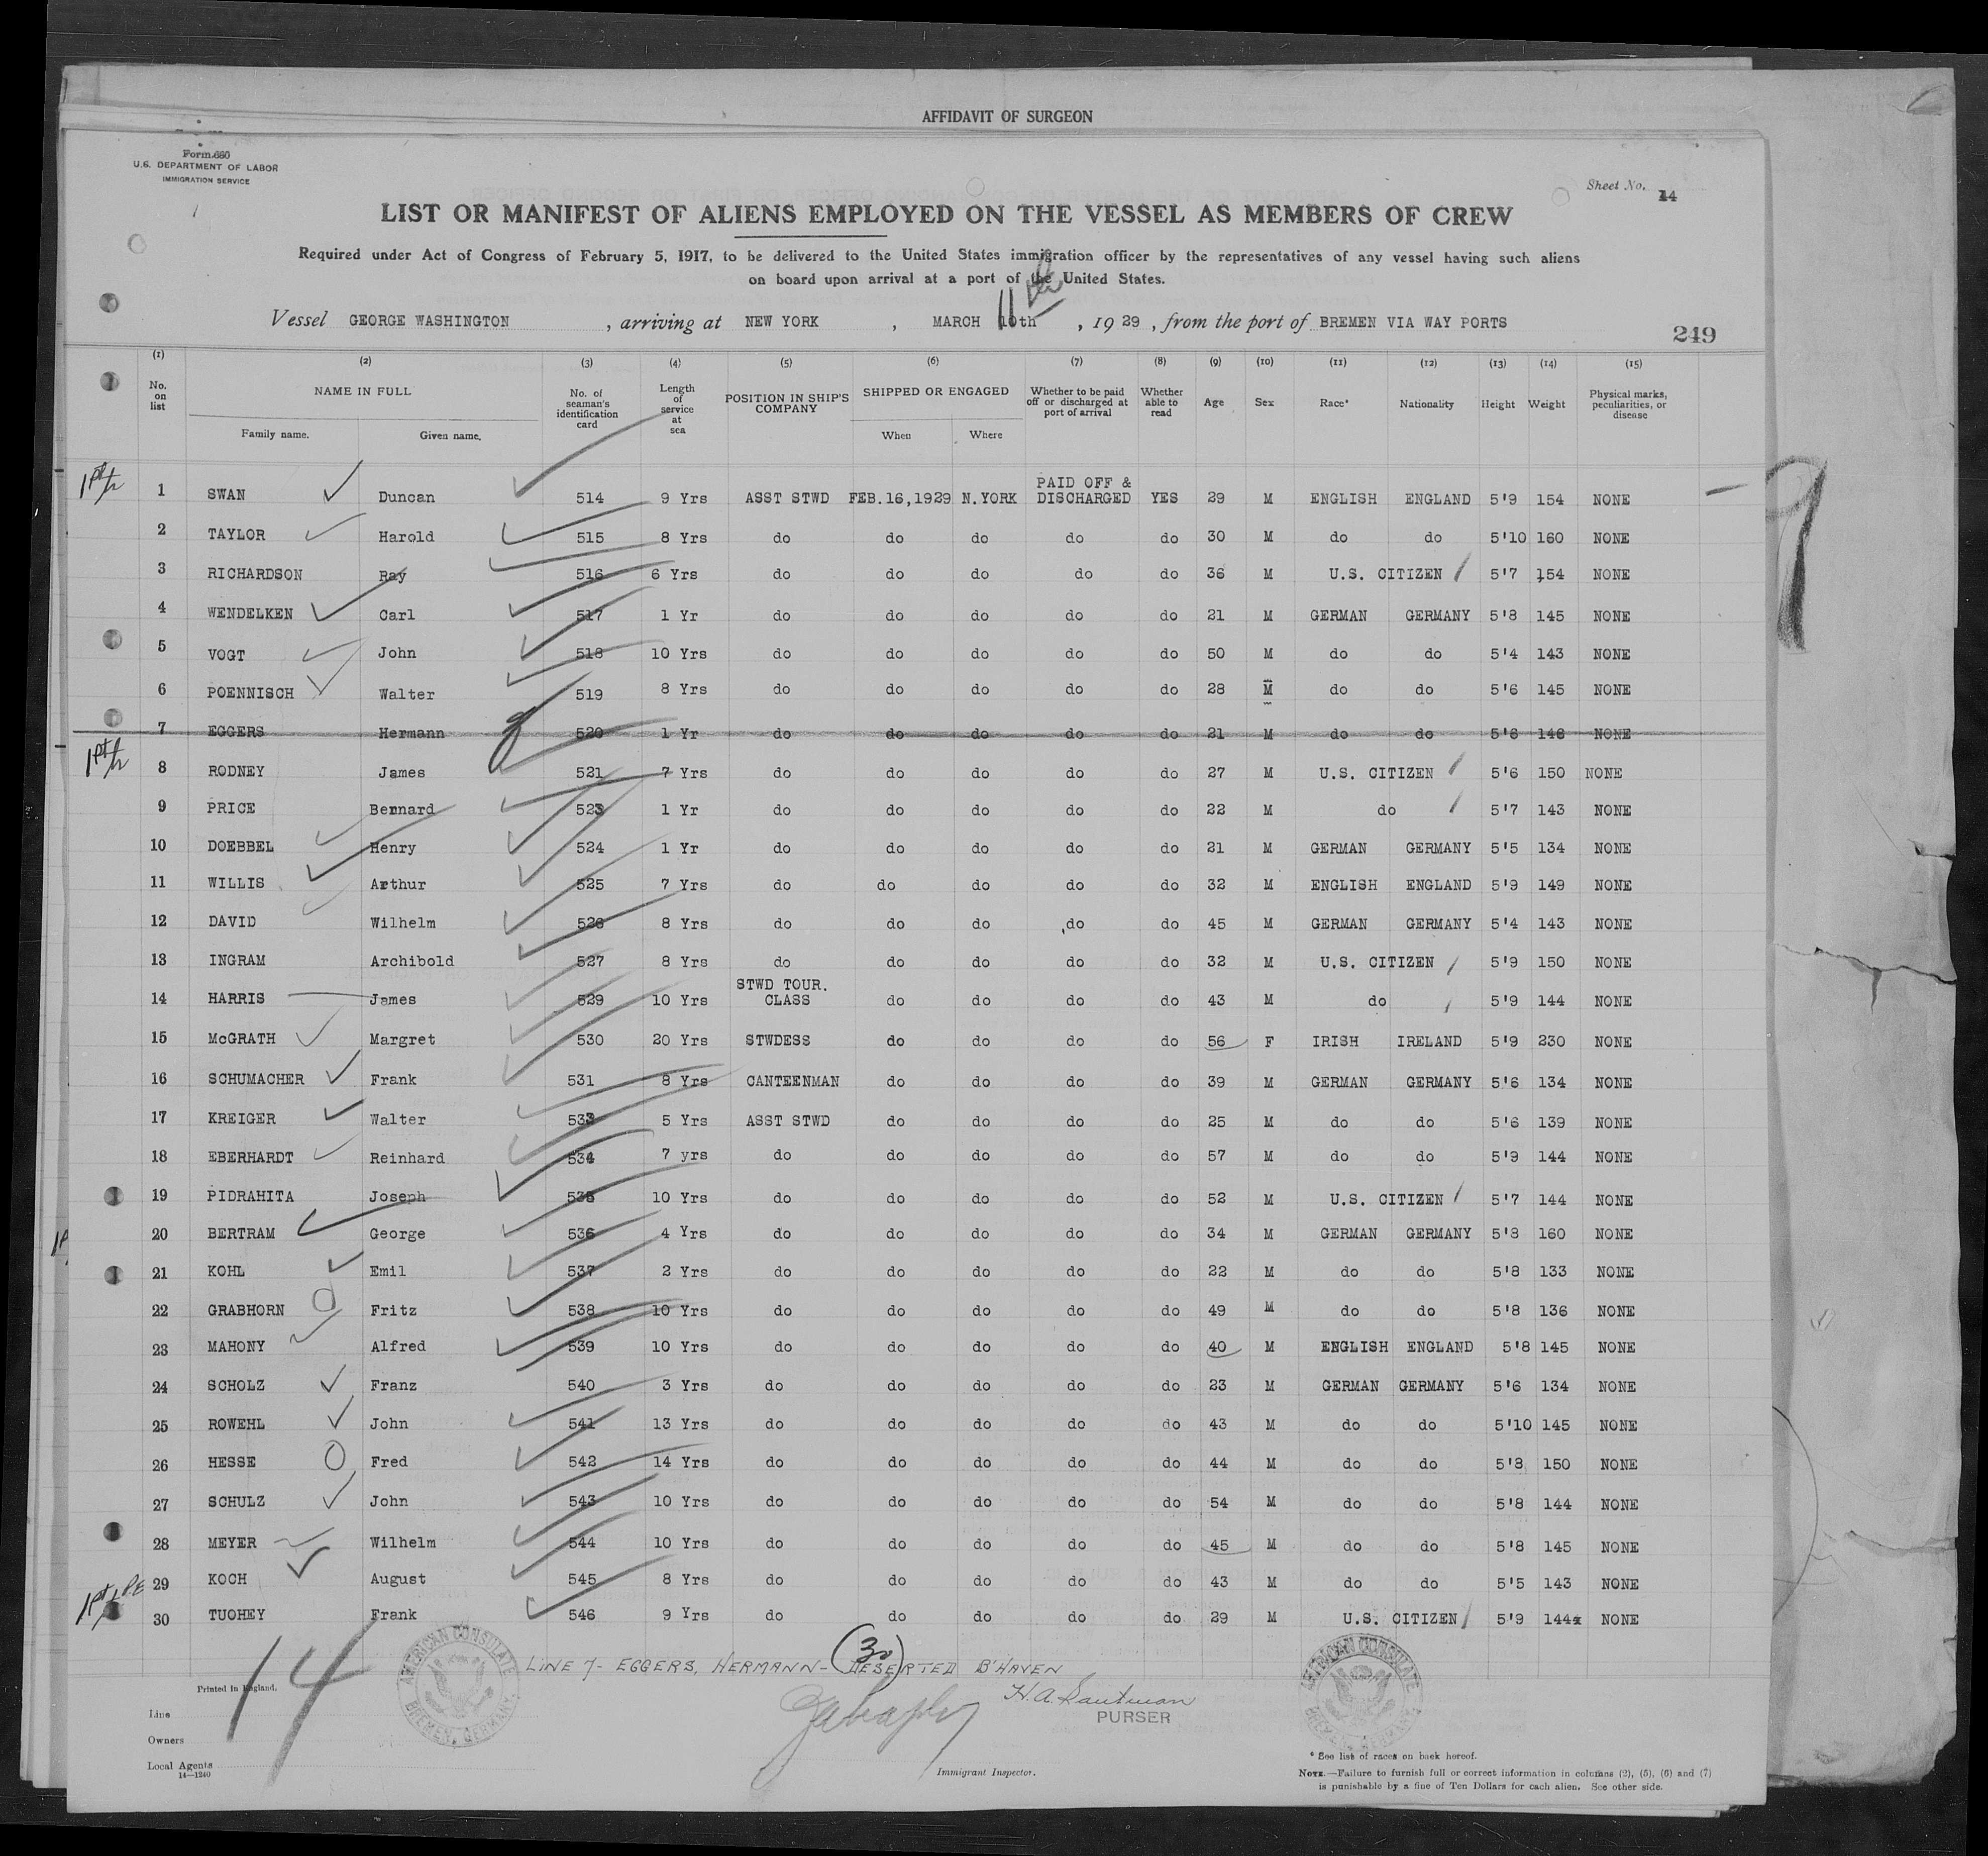 AFFIDAVIT OF SURGEON
Form 660
U.S. DEPARTMENT OF LABOR
IMMIGRATION SERVICE
Sheet No. 14
LIST OR MANIFEST OF ALIENS EMPLOYED ON THE VESSEL AS MEMBERS OF CREW
Required under Act of Congress of February 5, 1917, to be delivered to the United States immigration officer by the representatives of any vessel having such aliens
on board upon arrival at a port of the United States.
Vessel GEORGE WASHINGTON , arriving at NEW YORK , MARCH 11th 10th , 19 29 , from the port of BREMEN VIA WAY PORTS
249
(1) (2) (3) (4) (5) (6) (7) (8) (9) (10) (11) (12) (13) (14) (15)
No. on list NAME IN FULL Family name. Given name. No. of seaman's identification card Length of service at sea POSITION IN SHIP'S COMPANY SHIPPED OR ENGAGED When Where Whether to be paid off or discharged at port of arrival Whether able to read Age Sex Race* Nationality Height Weight Physical marks, peculiarities, or disease
1 SWAN Duncan 514 9 Yrs ASST STWD FEB.16,1929 N.YORK PAID OFF & DISCHARGED YES 29 M ENGLISH ENGLAND 5'9 154 NONE
2 TAYLOR Harold 515 8 Yrs do do do do do 30 M do do 5'10 160 NONE
3 RICHARDSON Ray 516 6 Yrs do do do do do 36 M U.S. CITIZEN 5'7 154 NONE
4 WENDELKEN Carl 517 1 Yr do do do do do 21 M GERMAN GERMANY 5'8 145 NONE
5 VOGT John 518 10 Yrs do do do do do 50 M do do 5'4 143 NONE
6 POENNISCH Walter 519 8 Yrs do do do do do 28 M do do 5'6 145 NONE
7 EGGERS Hermann 520 1 Yr do do do do do 21 M do do 5'6 146 NONE
8 RODNEY James 521 7 Yrs do do do do do 27 M U.S. CITIZEN 5'6 150 NONE
9 PRICE Bernard 523 1 Yr do do do do do 22 M do 5'7 143 NONE
10 DOEBBEL Henry 524 1 Yr do do do do do 21 M GERMAN GERMANY 5'5 134 NONE
11 WILLIS Arthur 525 7 Yrs do do do do do 32 M ENGLISH ENGLAND 5'9 149 NONE
12 DAVID Wilhelm 526 8 Yrs do do do do do 45 M GERMAN GERMANY 5'4 143 NONE
13 INGRAM Archibold 527 8 Yrs do do do do do 32 M U.S. CITIZEN 5'9 150 NONE
14 HARRIS James 529 10 Yrs STWD TOUR. CLASS do do do do 43 M do 5'9 144 NONE
15 McGRATH Margret 530 20 Yrs STWDESS do do do do 56 F IRISH IRELAND 5'9 230 NONE
16 SCHUMACHER Frank 531 8 Yrs CANTEENMAN do do do do 39 M GERMAN GERMANY 5'6 134 NONE
17 KREIGER Walter 533 5 Yrs ASST STWD do do do do 25 M do do 5'6 139 NONE
18 EBERHARDT Reinhard 534 7 yrs do do do do do 57 M do do 5'9 144 NONE
19 PIDRAHITA Joseph 535 10 Yrs do do do do do 52 M U.S. CITIZEN 5'7 144 NONE
20 BERTRAM George 536 4 Yrs do do do do do 34 M GERMAN GERMANY 5'8 160 NONE
21 KOHL Emil 537 2 Yrs do do do do do 22 M do do 5'8 133 NONE
22 GRABHORN Fritz 538 10 Yrs do do do do do 49 M do do 5'8 136 NONE
23 MAHONY Alfred 539 10 Yrs do do do do do 40 M ENGLISH ENGLAND 5'8 145 NONE
24 SCHOLZ Franz 540 3 Yrs do do do do do 23 M GERMAN GERMANY 5'6 134 NONE
25 ROWEHL John 541 13 Yrs do do do do do 43 M do do 5'10 145 NONE
26 HESSE Fred 542 14 Yrs do do do do do 44 M do do 5'8 150 NONE
27 SCHULZ John 543 10 Yrs do do do do do 54 M do do 5'8 144 NONE
28 MEYER Wilhelm 544 10 Yrs do do do do do 45 M do do 5'8 145 NONE
29 KOCH August 545 8 Yrs do do do do do 43 M do do 5'5 143 NONE
30 TUOHEY Frank 546 9 Yrs do do do do do 29 M U.S. CITIZEN 5'9 144 NONE
14
(30)
LINE 7- EGGERS, HERMANN- DESERTED B'HAVEN
AMERICAN CONSULATE BREMEN, GERMANY.
AMERICAN CONSULATE BREMEN, GERMANY.
H.A.
PURSER
Printed in England.
Line
Owners
Local Agents
14—1240
Immigrant Inspector.
* See list of races on back hereof.
NOTE.—Failure to furnish full or correct information in columns (2), (5), (6) and (7)
is punishable by a fine of Ten Dollars for each alien. See other side.